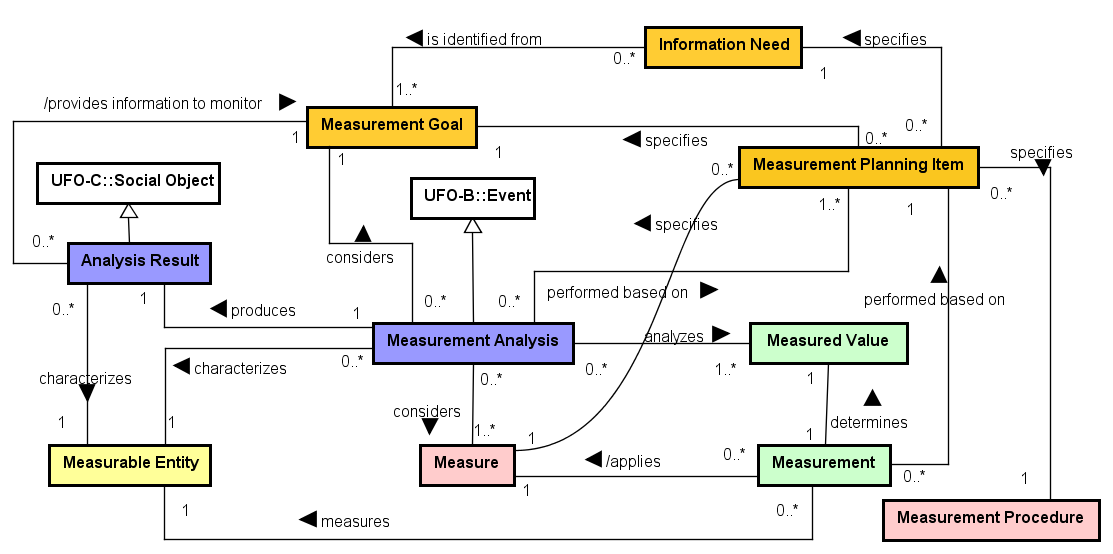 is identified from
Information Need
specifies
0..*
1
1..*
/provides information to monitor
Measurement Goal
1
1
1
specifies
0..*
0..*
Measurement Planning Item
specifies
0..*
0..*
1..*
1
UFO-C::Social Object
UFO-B::Event
specifies
0..*
Analysis Result
considers
0..*
1
0..*
0..*
performed based on
performed based on
produces
1
Measurement Analysis
analyzes
Measured Value
0..*
characterizes
0..*
0..*
1..*
1
characterizes
considers
determines
1
1
1..*
1
1
Measurable Entity
Measure
/applies
0..*
Measurement
0..*
1
1
Measurement Procedure
1
measures
0..*